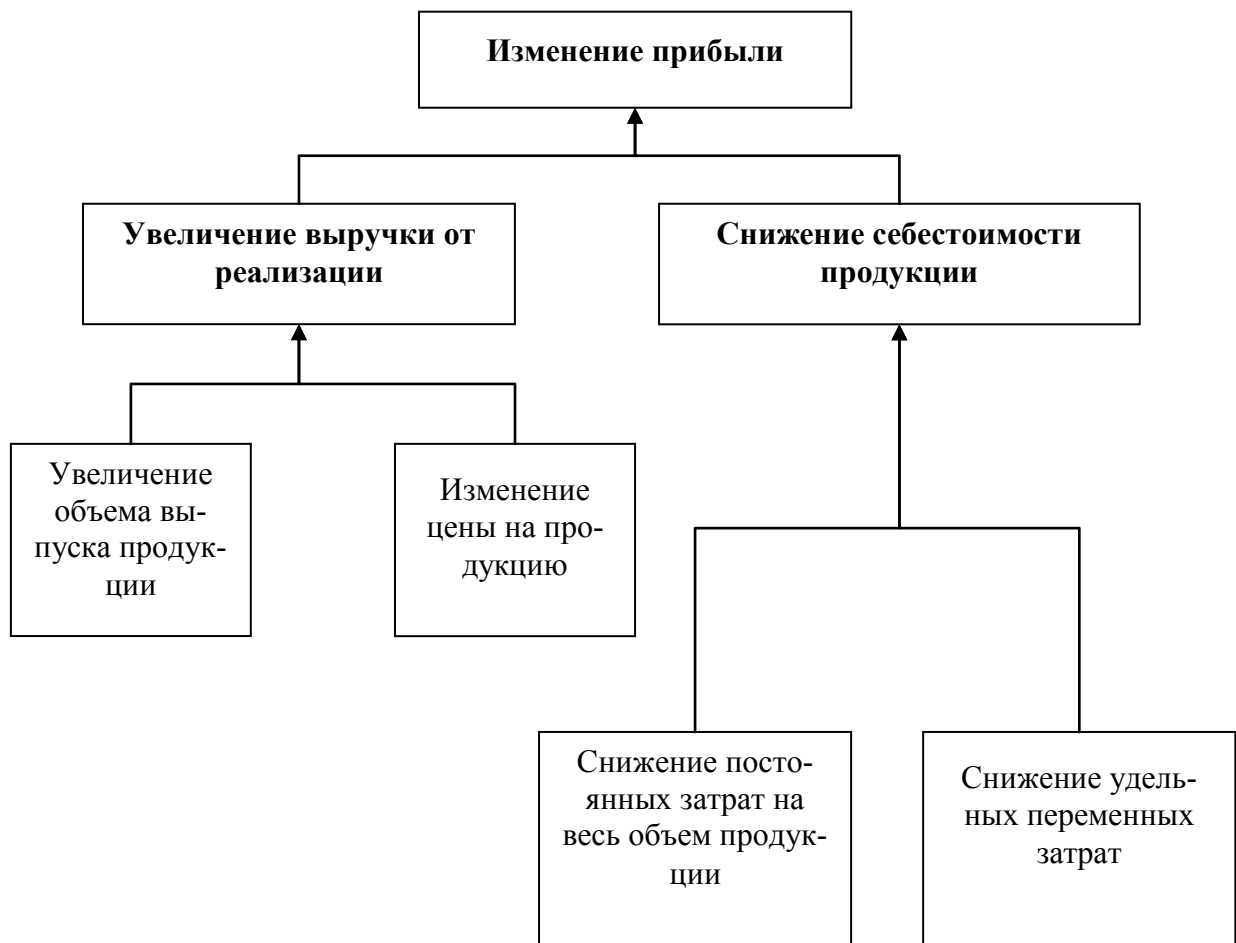 Изменение прибыли
Увеличение выручки от
реализации
Снижение себестоимости
продукции
Увеличение
объема вы-
пуска продук-
ции
Изменение
цены на про-
дукцию
Снижение посто-
янных затрат на
весь объем продук-
ции
Снижение удель-
ных переменных
затрат